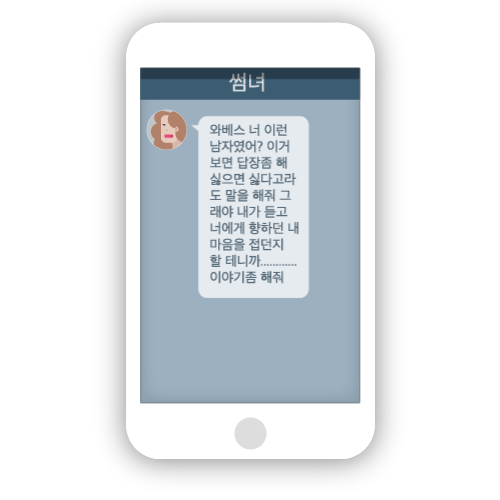 썸녀
와베스 너 이런
남자였어? 이거
보면 답장좀 해
싫으면 싫다고라
도 말을 해줘 그
래야 내가 듣고
너에게 향하던 내
마음을 접던지
할 테니까............
이야기좀 해줘